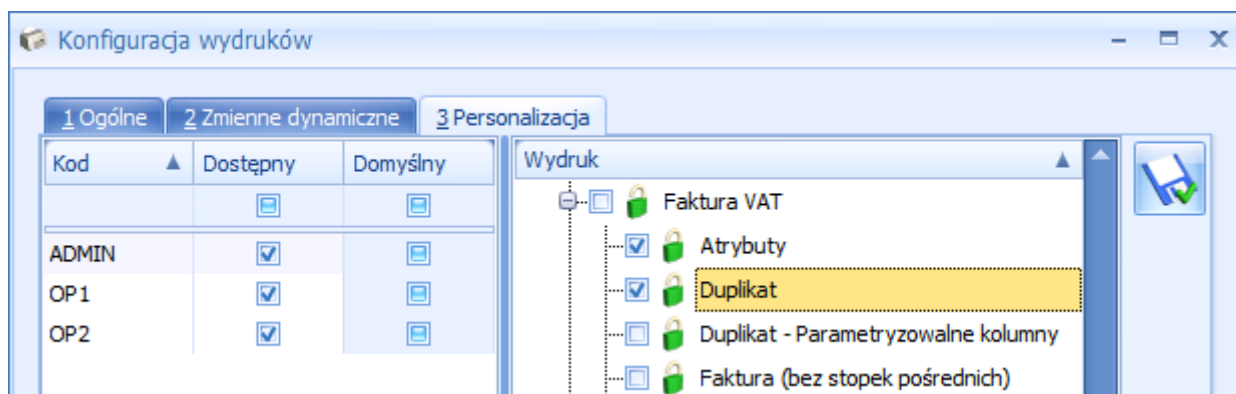 Konfiguracja wydruków
1 Ogólne 2 Zmienne dynamiczne 3 Personalizacja
Kod Dostępny Domyślny Wydruk
Faktura VAT
ADMIN Atrybuty
OP1 Duplikat
OP2 Duplikat - Parametryzowalne kolumny
Faktura (bez stopek pośrednich)